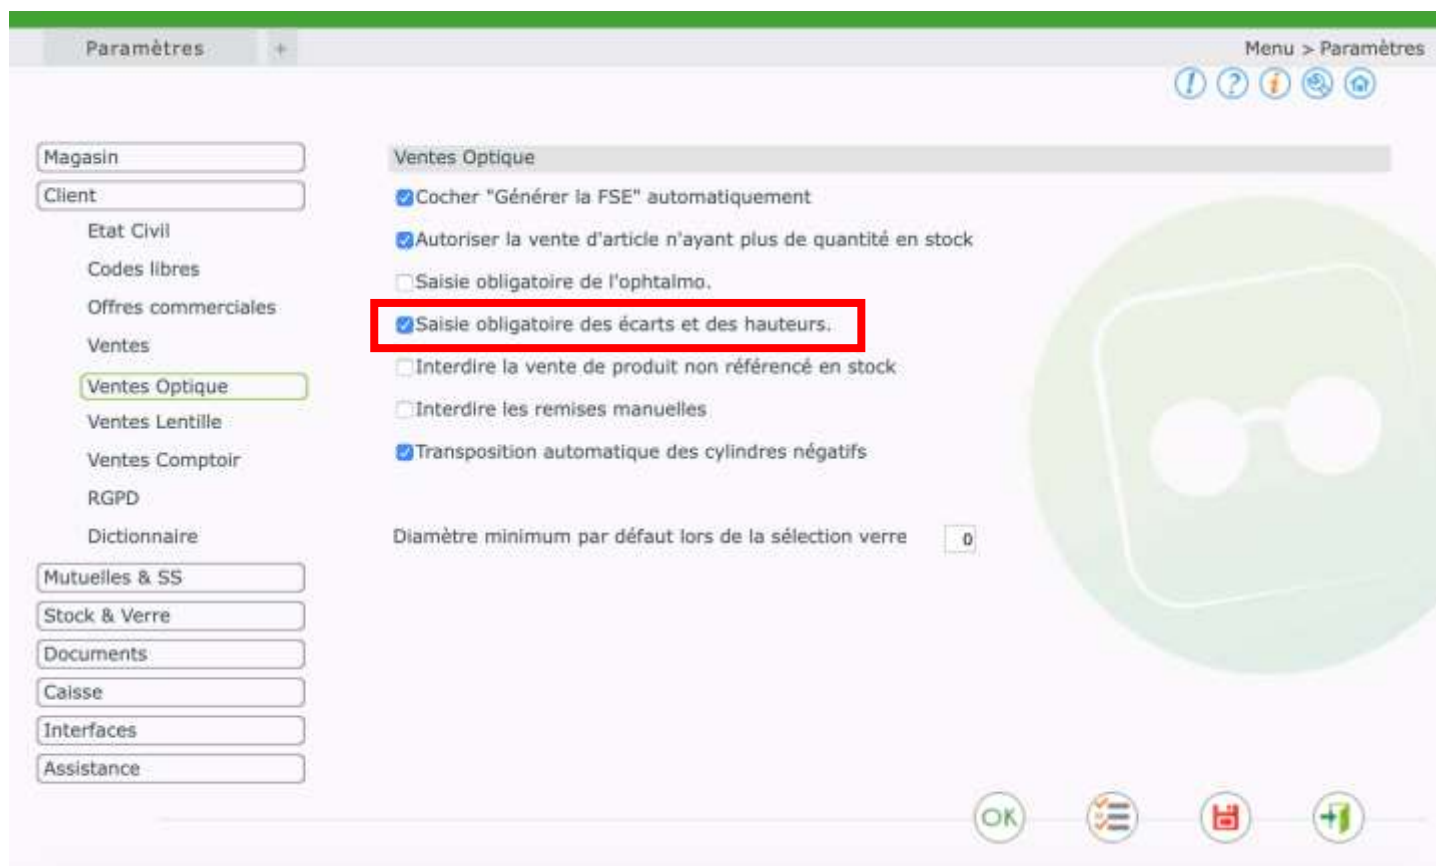 Paramètres +
Menu > Paramètres
Magasin
Client
Etat Civil
Codes libres
Offres commerciales
Ventes
Ventes Optique
Ventes Lentille
Ventes Comptoir
RGPD
Dictionnaire
Mutuelles & SS
Stock & Verre
Documents
Caisse
Interfaces
Assistance
Ventes Optique
Cocher "Générer la FSE" automatiquement
Autoriser la vente d'article n'ayant plus de quantité en stock
Saisie obligatoire de l'ophtalmo.
Saisie obligatoire des écarts et des hauteurs.
Interdire la vente de produit non référencé en stock
Interdire les remises manuelles
Transposition automatique des cylindres négatifs
Diamètre minimum par défaut lors de la sélection verre 0
OK